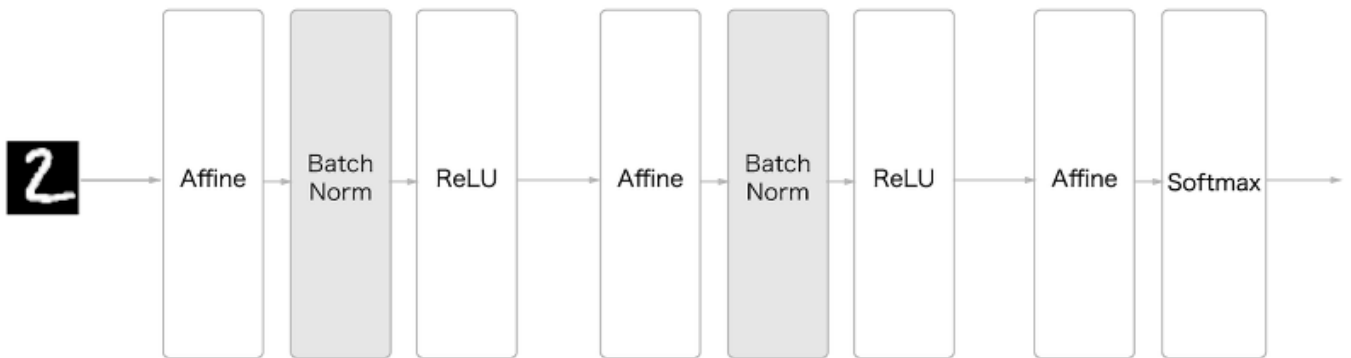 2
Affine
Batch
Norm
ReLU
Affine
Batch
Norm
ReLU
Affine
Softmax